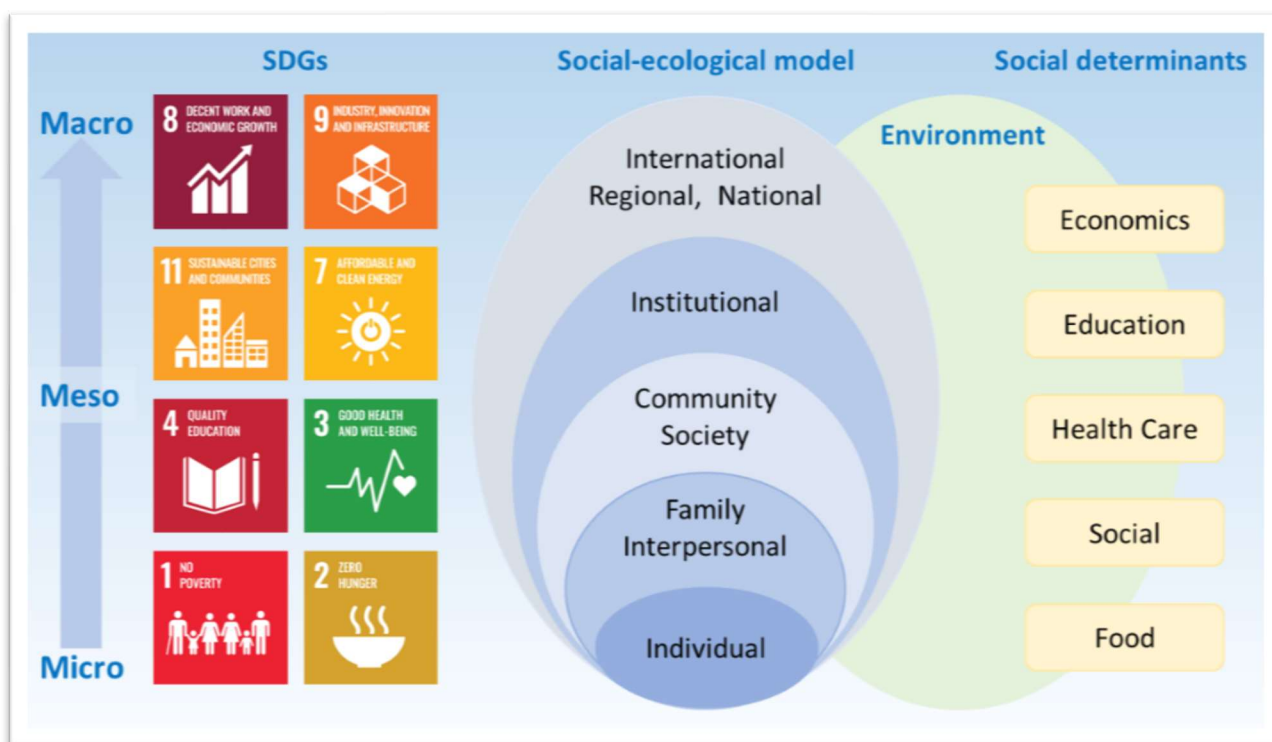 SDGs
Social-ecological model
Social determinants
Macro
Meso
Micro
8 DECENT WORK AND
ECONOMIC GROWTH
9 INDUSTRY, INNOVATION
AND INFRASTRUCTURE
11 SUSTAINABLE CITIES
AND COMMUNITIES
7 AFFORDABLE AND
CLEAN ENERGY
4 QUALITY
EDUCATION
3 GOOD HEALTH
AND WELL-BEING
1 NO
POVERTY
2 ZERO
HUNGER
International
Regional, National
Institutional
Community
Society
Family
Interpersonal
Individual
Environment
Economics
Education
Health Care
Social
Food